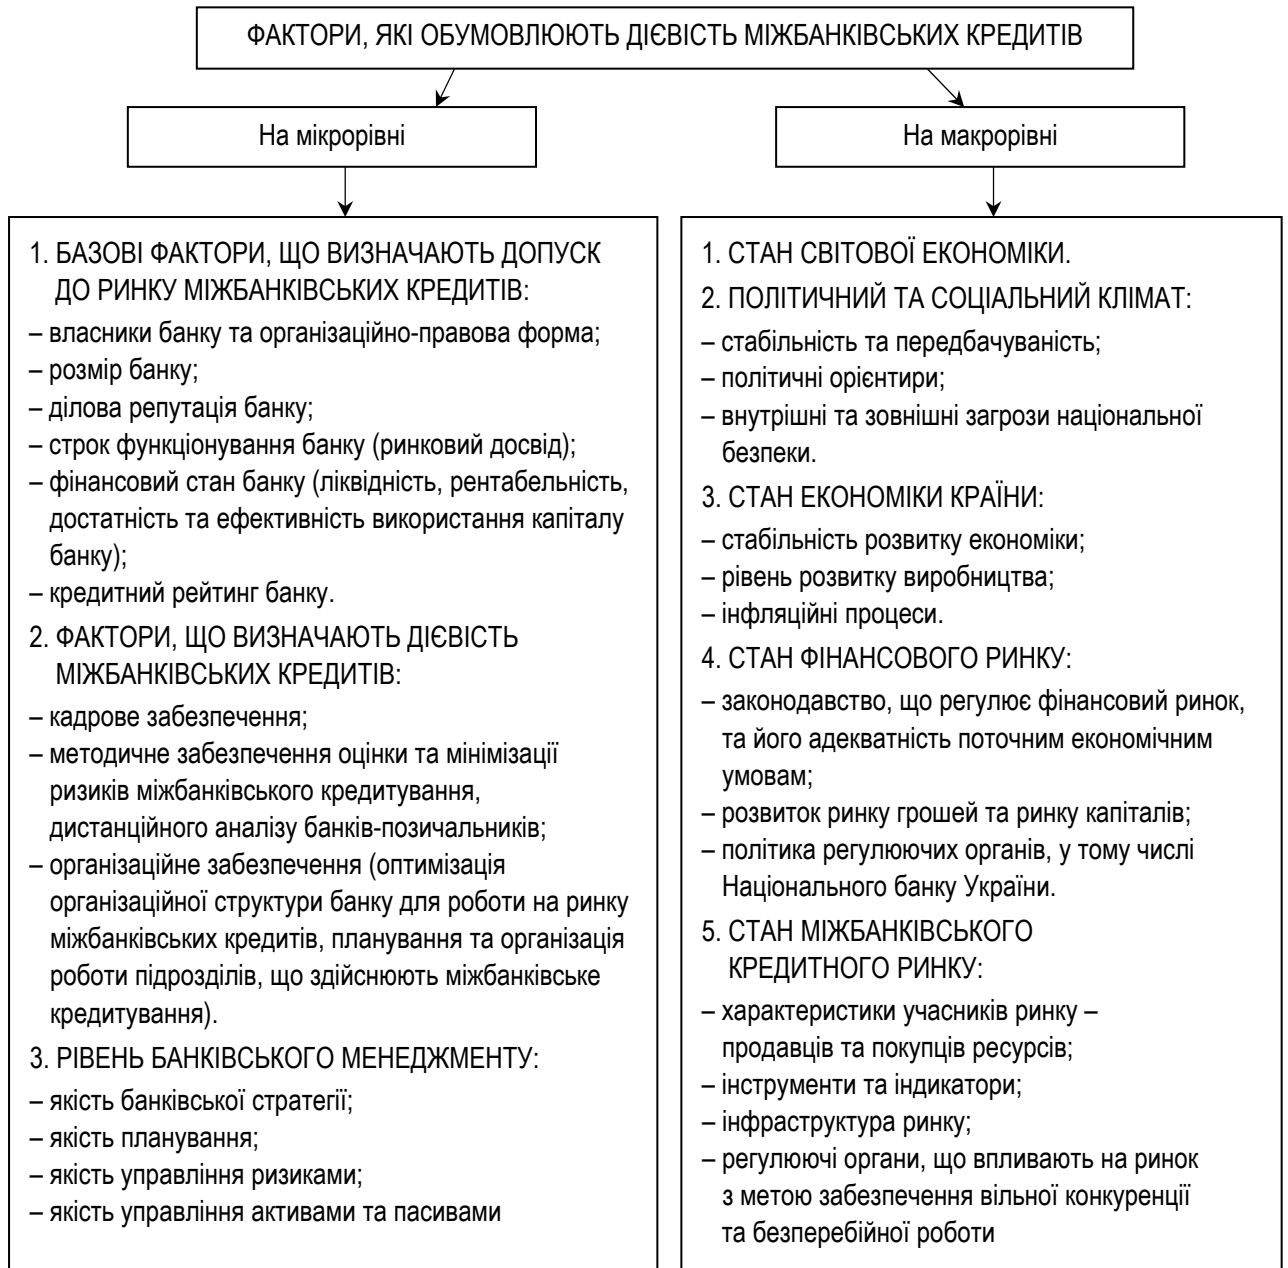 ФАКТОРИ, ЯКІ ОБУМОВЛЮЮТЬ ДІЄВІСТЬ МІЖБАНКІВСЬКИХ КРЕДИТІВ
На мікрорівні
На макрорівні
1. БАЗОВІ ФАКТОРИ, ЩО ВИЗНАЧАЮТЬ ДОПУСК
ДО РИНКУ МІЖБАНКІВСЬКИХ КРЕДИТІВ:
– власники банку та організаційно-правова форма;
– розмір банку;
– ділова репутація банку;
– строк функціонування банку (ринковий досвід);
– фінансовий стан банку (ліквідність, рентабельність,
достатність та ефективність використання капіталу
банку);
– кредитний рейтинг банку.
2. ФАКТОРИ, ЩО ВИЗНАЧАЮТЬ ДІЄВІСТЬ
МІЖБАНКІВСЬКИХ КРЕДИТІВ:
– кадрове забезпечення;
– методичне забезпечення оцінки та мінімізації
ризиків міжбанківського кредитування,
дистанційного аналізу банків-позичальників;
– організаційне забезпечення (оптимізація
організаційної структури банку для роботи на ринку
міжбанківських кредитів, планування та організація
роботи підрозділів, що здійснюють міжбанківське
кредитування).
3. РІВЕНЬ БАНКІВСЬКОГО МЕНЕДЖМЕНТУ:
– якість банківської стратегії;
– якість планування;
– якість управління ризиками;
– якість управління активами та пасивами
1. СТАН СВІТОВОЇ ЕКОНОМІКИ.
2. ПОЛІТИЧНИЙ ТА СОЦІАЛЬНИЙ КЛІМАТ:
– стабільність та передбачуваність;
– політичні орієнтири;
– внутрішні та зовнішні загрози національної
безпеки.
3. СТАН ЕКОНОМІКИ КРАЇНИ:
– стабільність розвитку економіки;
– рівень розвитку виробництва;
– інфляційні процеси.
4. СТАН ФІНАНСОВОГО РИНКУ:
– законодавство, що регулює фінансовий ринок,
та його адекватність поточним економічним
умовам;
– розвиток ринку грошей та ринку капіталів;
– політика регулюючих органів, у тому числі
Національного банку України.
5. СТАН МІЖБАНКІВСЬКОГО
КРЕДИТНОГО РИНКУ:
– характеристики учасників ринку –
продавців та покупців ресурсів;
– інструменти та індикатори;
– інфраструктура ринку;
– регулюючі органи, що впливають на ринок
з метою забезпечення вільної конкуренції
та безперебійної роботи